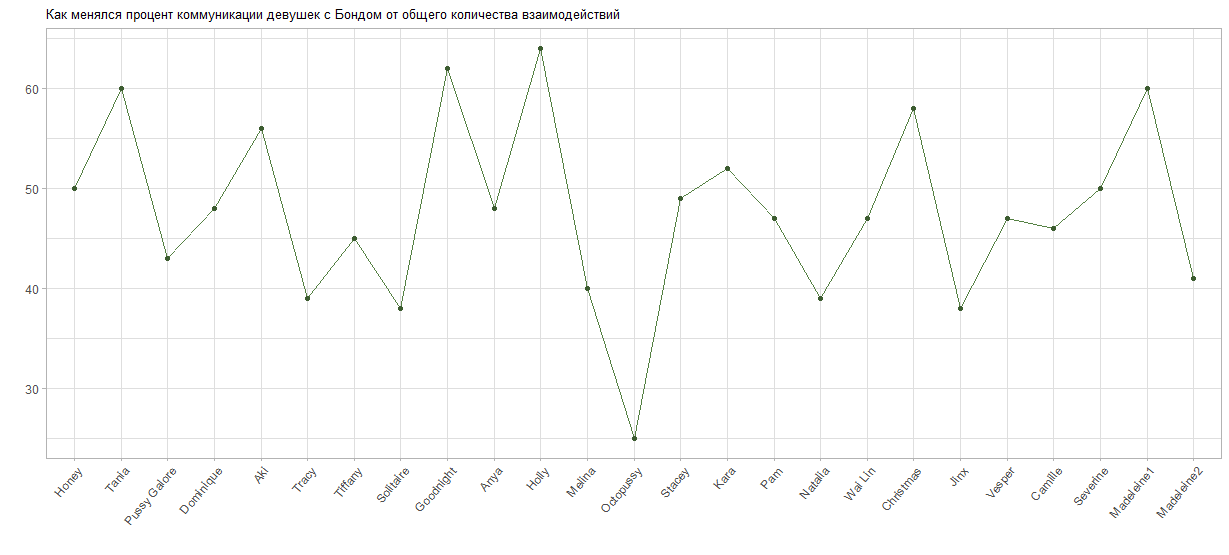 Как менялся процент коммуникации девушек с Бондом от общего количества взаимодействий
60
50
40
30
Honey
Tania
Pussy Galore
Dominique
Aki
Tracy
Tiffany
Solitaire
Goodnight
Anya
Holly
Melina
Octopussy
Stacey
Kara
Pam
Natalia
Wai Lin
Christmas
Jinx
Vesper
Camille
Severine
Madeleine1
Madeleine2